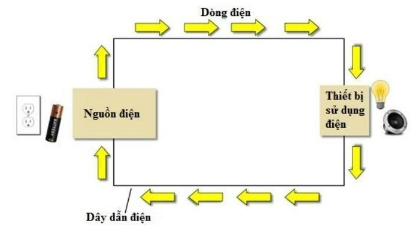 Dòng điện
Nguồn điện
Thiết bị
sử dụng
điện
Dây dẫn điện